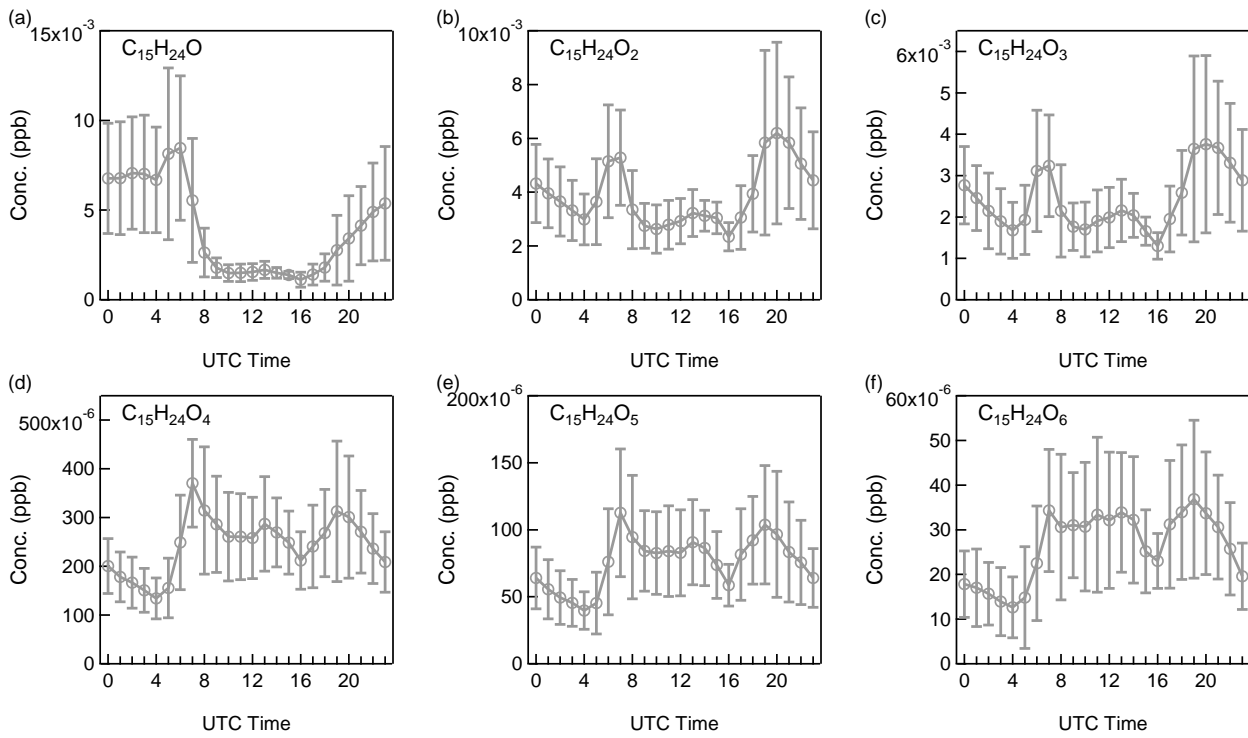 (a)
C₁₅H₂₄O
15x10⁻³
10
5
0
Conc. (ppb)
0 4 8 12 16 20
UTC Time
(b)
C₁₅H₂₄O₂
10x10⁻³
8
6
4
2
0
Conc. (ppb)
0 4 8 12 16 20
UTC Time
(c)
C₁₅H₂₄O₃
6x10⁻³
5
4
3
2
1
0
Conc. (ppb)
0 4 8 12 16 20
UTC Time
(d)
C₁₅H₂₄O₄
500x10⁻⁶
400
300
200
100
0
Conc. (ppb)
0 4 8 12 16 20
UTC Time
(e)
C₁₅H₂₄O₅
200x10⁻⁶
150
100
50
0
Conc. (ppb)
0 4 8 12 16 20
UTC Time
(f)
C₁₅H₂₄O₆
60x10⁻⁶
50
40
30
20
10
0
Conc. (ppb)
0 4 8 12 16 20
UTC Time